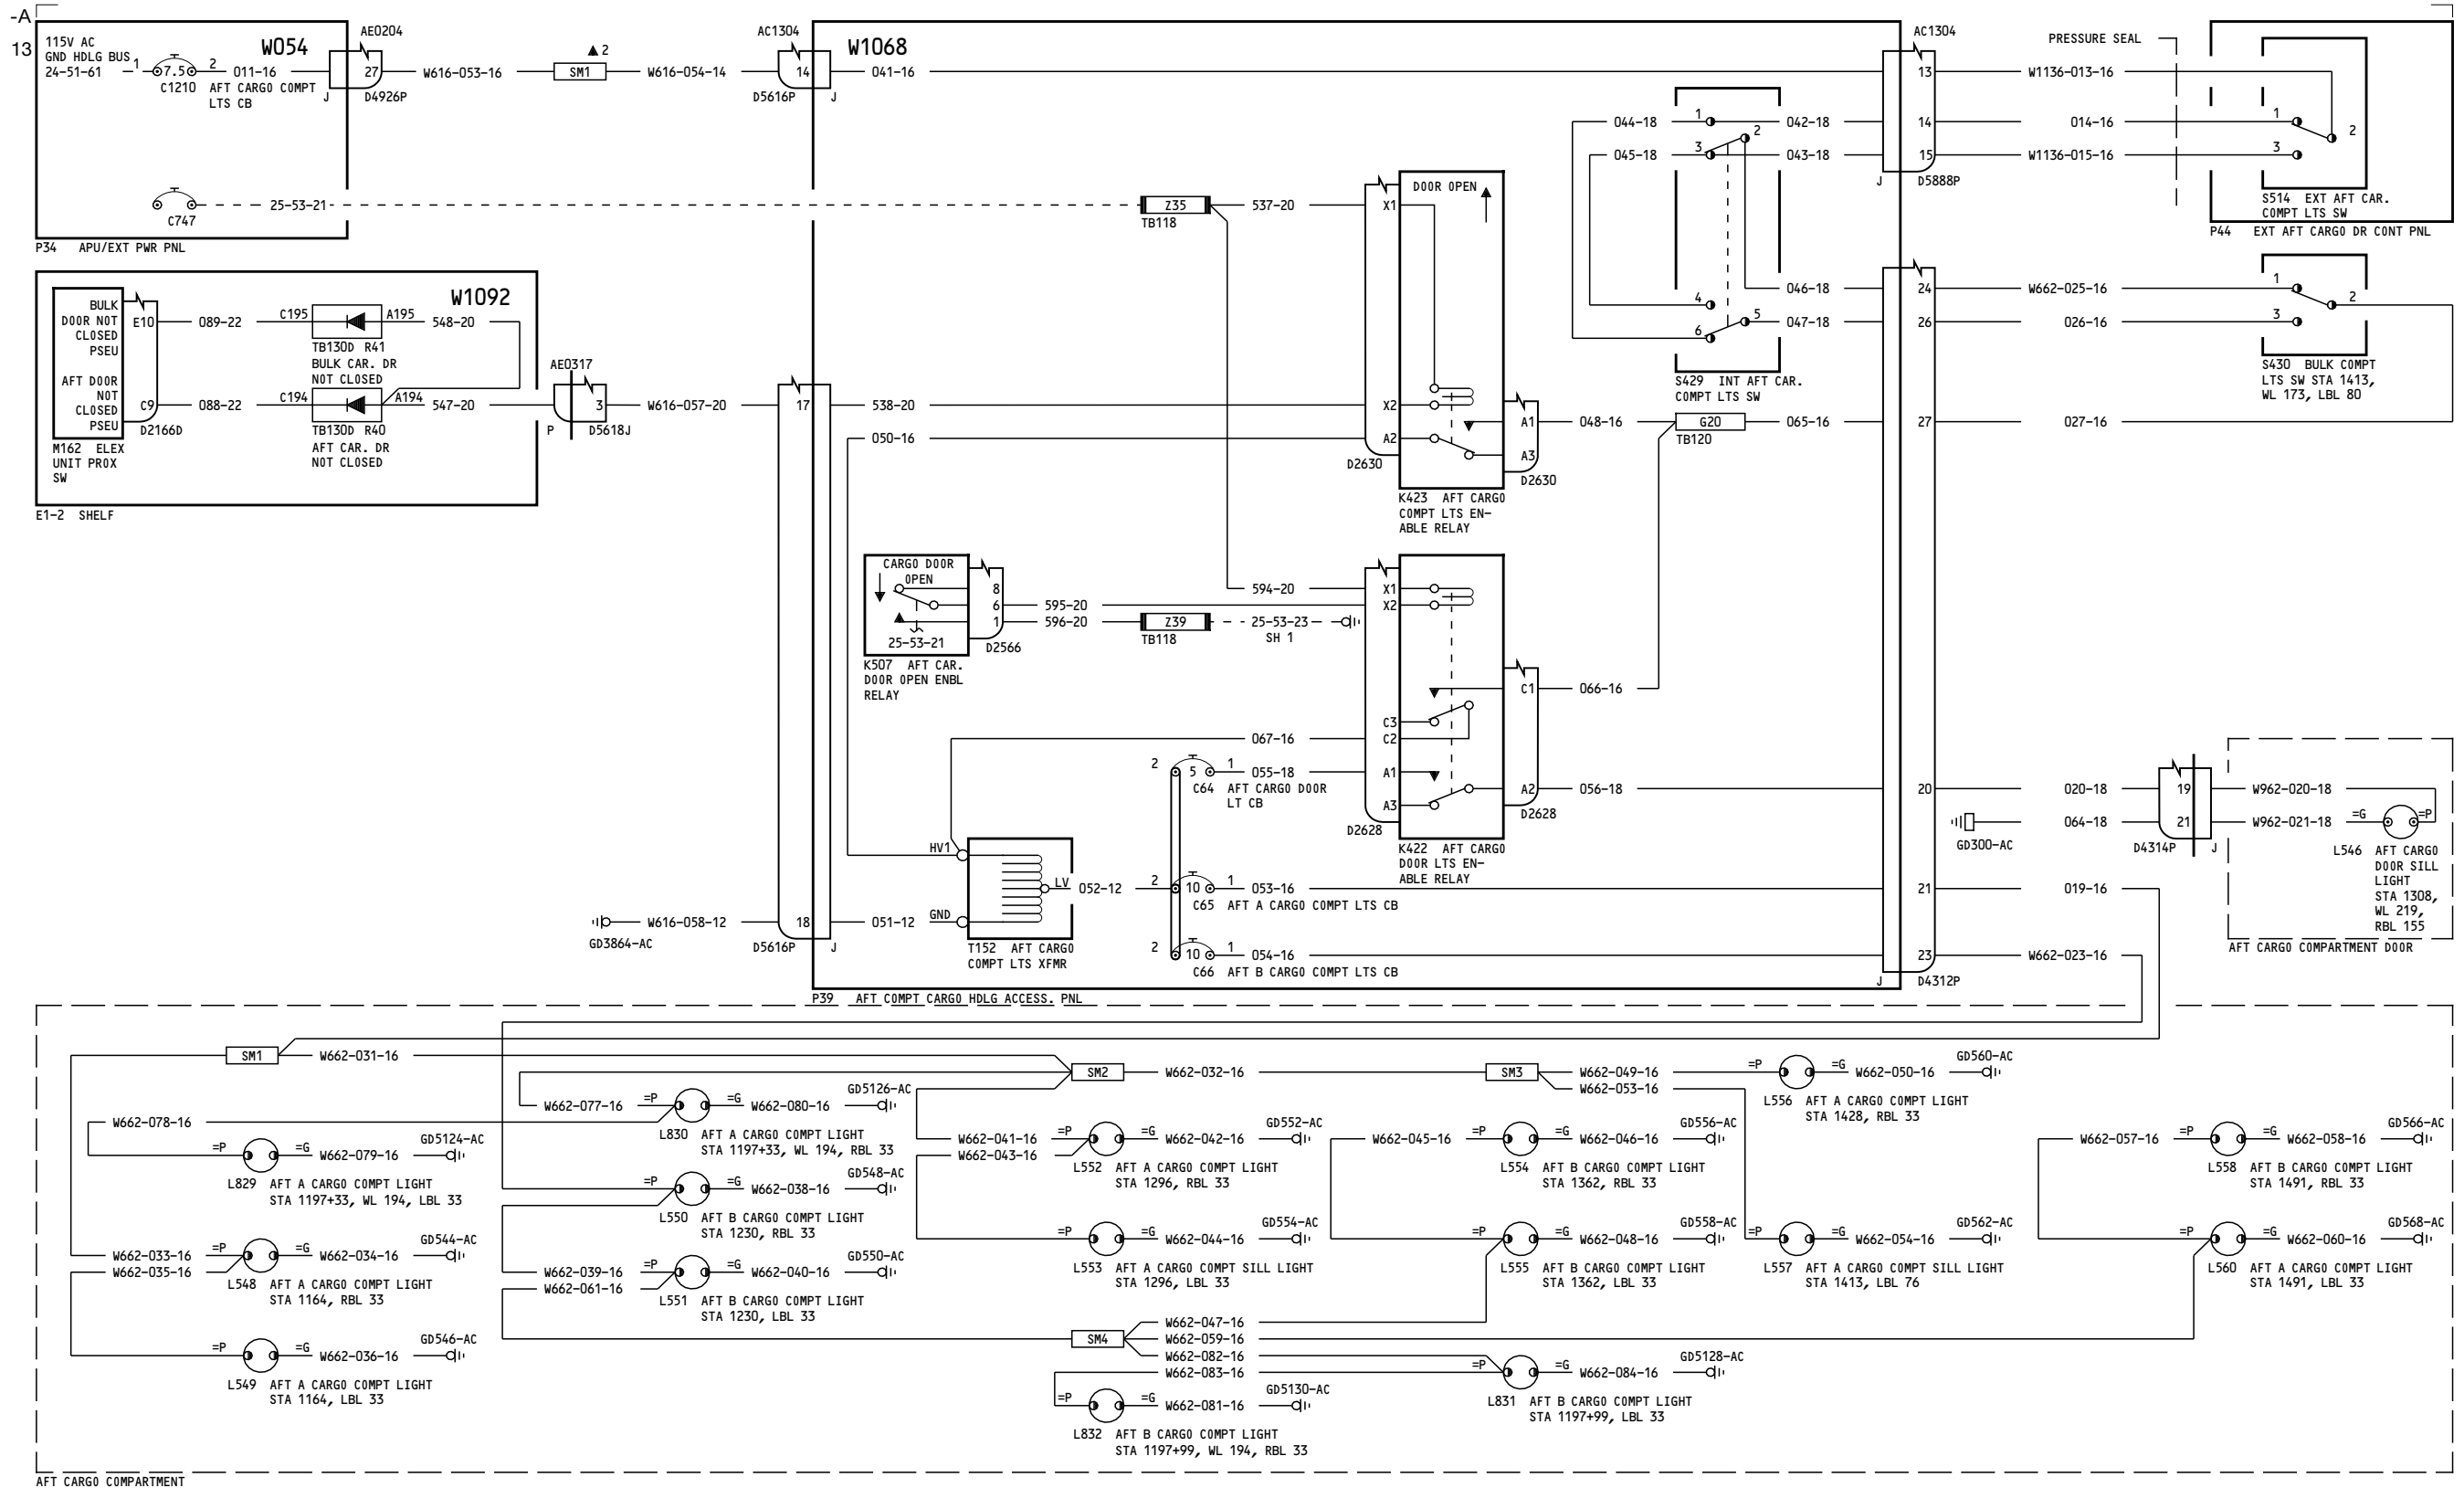 -A
13
115V AC
GND HDLG BUS
24-51-61
1
7.5
2
C1210 AFT CARGO COMPT
LTS CB
011-16
W054
AE0204
27
J
D4926P
W616-053-16
▲ 2
SM1
W616-054-14
AC1304
14
D5616P
J
W1068
041-16
C747
25-53-21
P34 APU/EXT PWR PNL
Z35
TB118
537-20
AC1304
13
14
15
J
D5888P
PRESSURE SEAL
W1136-013-16
014-16
W1136-015-16
1
2
3
S514 EXT AFT CAR.
COMPT LTS SW
P44 EXT AFT CARGO DR CONT PNL
044-18
1
042-18
2
045-18
3
043-18
046-18
4
5
047-18
6
S429 INT AFT CAR.
COMPT LTS SW
24
26
27
W662-025-16
026-16
027-16
1
2
3
S430 BULK COMPT
LTS SW STA 1413,
WL 173, LBL 80
W1092
BULK
DOOR NOT
CLOSED
PSEU
AFT DOOR
NOT
CLOSED
PSEU
E10
C9
D2166D
M162 ELEX
UNIT PROX
SW
089-22
C195
A195
548-20
TB130D R41
BULK CAR. DR
NOT CLOSED
088-22
C194
A194
547-20
TB130D R40
AFT CAR. DR
NOT CLOSED
E1-2 SHELF
AE0317
3
P
D5618J
W616-057-20
17
538-20
050-16
DOOR OPEN
X1
X2
A2
D2630
A1
A3
D2630
K423 AFT CARGO
COMPT LTS EN-
ABLE RELAY
048-16
G20
TB120
065-16
CARGO DOOR
OPEN
25-53-21
8
6
1
D2566
K507 AFT CAR.
DOOR OPEN ENBL
RELAY
595-20
596-20
Z39
TB118
594-20
25-53-23
SH 1
X1
X2
C3
C2
A1
A3
D2628
C1
A2
D2628
K422 AFT CARGO
DOOR LTS EN-
ABLE RELAY
066-16
067-16
2
5
1
055-18
C64 AFT CARGO DOOR
LT CB
056-18
HV1
LV
GND
T152 AFT CARGO
COMPT LTS XFMR
052-12
2
10
1
053-16
C65 AFT A CARGO COMPT LTS CB
2
10
1
054-16
C66 AFT B CARGO COMPT LTS CB
GD3864-AC
W616-058-12
18
D5616P
J
051-12
P39 AFT COMPT CARGO HDLG ACCESS. PNL
20
21
23
J
D4312P
020-18
GD300-AC
064-18
019-16
W662-023-16
19
21
D4314P
J
W962-020-18
W962-021-18
=G
=P
L546 AFT CARGO
DOOR SILL
LIGHT
STA 1308,
WL 219,
RBL 155
AFT CARGO COMPARTMENT DOOR
SM1
W662-031-16
SM2
W662-032-16
SM3
W662-049-16
W662-053-16
=P
=G
W662-050-16
GD560-AC
L556 AFT A CARGO COMPT LIGHT
STA 1428, RBL 33
W662-077-16
=P
=G
W662-080-16
GD5126-AC
L830 AFT A CARGO COMPT LIGHT
STA 1197+33, WL 194, RBL 33
W662-078-16
=P
=G
W662-079-16
GD5124-AC
L829 AFT A CARGO COMPT LIGHT
STA 1197+33, WL 194, LBL 33
W662-041-16
W662-043-16
=P
=G
W662-042-16
GD552-AC
L552 AFT A CARGO COMPT LIGHT
STA 1296, RBL 33
W662-045-16
=P
=G
W662-046-16
GD556-AC
L554 AFT B CARGO COMPT LIGHT
STA 1362, RBL 33
W662-057-16
=P
=G
W662-058-16
GD566-AC
L558 AFT B CARGO COMPT LIGHT
STA 1491, RBL 33
=P
=G
W662-038-16
GD548-AC
L550 AFT B CARGO COMPT LIGHT
STA 1230, RBL 33
W662-033-16
W662-035-16
=P
=G
W662-034-16
GD544-AC
L548 AFT A CARGO COMPT LIGHT
STA 1164, RBL 33
W662-039-16
W662-061-16
=P
=G
W662-040-16
GD550-AC
L551 AFT B CARGO COMPT LIGHT
STA 1230, LBL 33
=P
=G
W662-044-16
GD554-AC
L553 AFT A CARGO COMPT SILL LIGHT
STA 1296, LBL 33
=P
=G
W662-048-16
GD558-AC
L555 AFT B CARGO COMPT LIGHT
STA 1362, LBL 33
=P
=G
W662-054-16
GD562-AC
L557 AFT A CARGO COMPT SILL LIGHT
STA 1413, LBL 76
=P
=G
W662-060-16
GD568-AC
L560 AFT A CARGO COMPT LIGHT
STA 1491, LBL 33
=P
=G
W662-036-16
GD546-AC
L549 AFT A CARGO COMPT LIGHT
STA 1164, LBL 33
SM4
W662-047-16
W662-059-16
W662-082-16
W662-083-16
=P
=G
W662-084-16
GD5128-AC
L831 AFT B CARGO COMPT LIGHT
STA 1197+99, LBL 33
=P
=G
W662-081-16
GD5130-AC
L832 AFT B CARGO COMPT LIGHT
STA 1197+99, WL 194, RBL 33
AFT CARGO COMPARTMENT